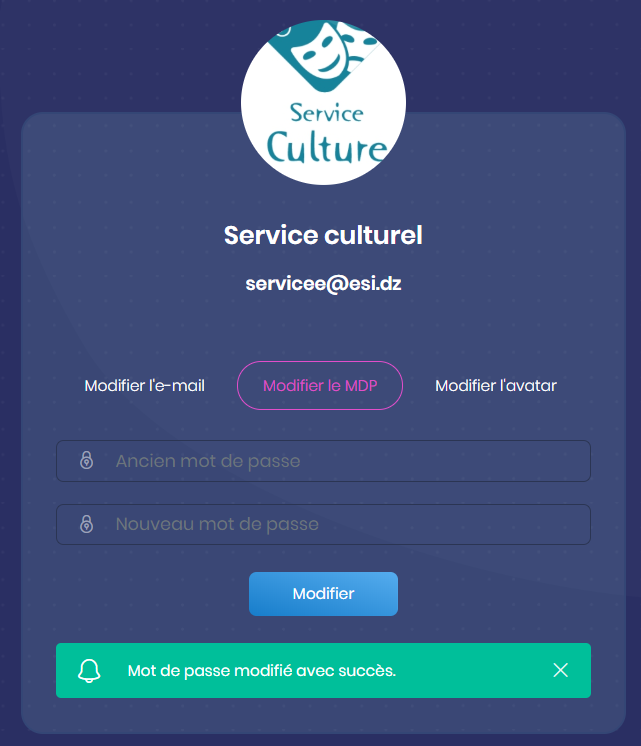 Service
Culture
Service culturel
servicee@esi.dz
Modifier l'e-mail
Modifier le MDP
Modifier l'avatar
Ancien mot de passe
Nouveau mot de passe
Modifier
Mot de passe modifié avec succès.